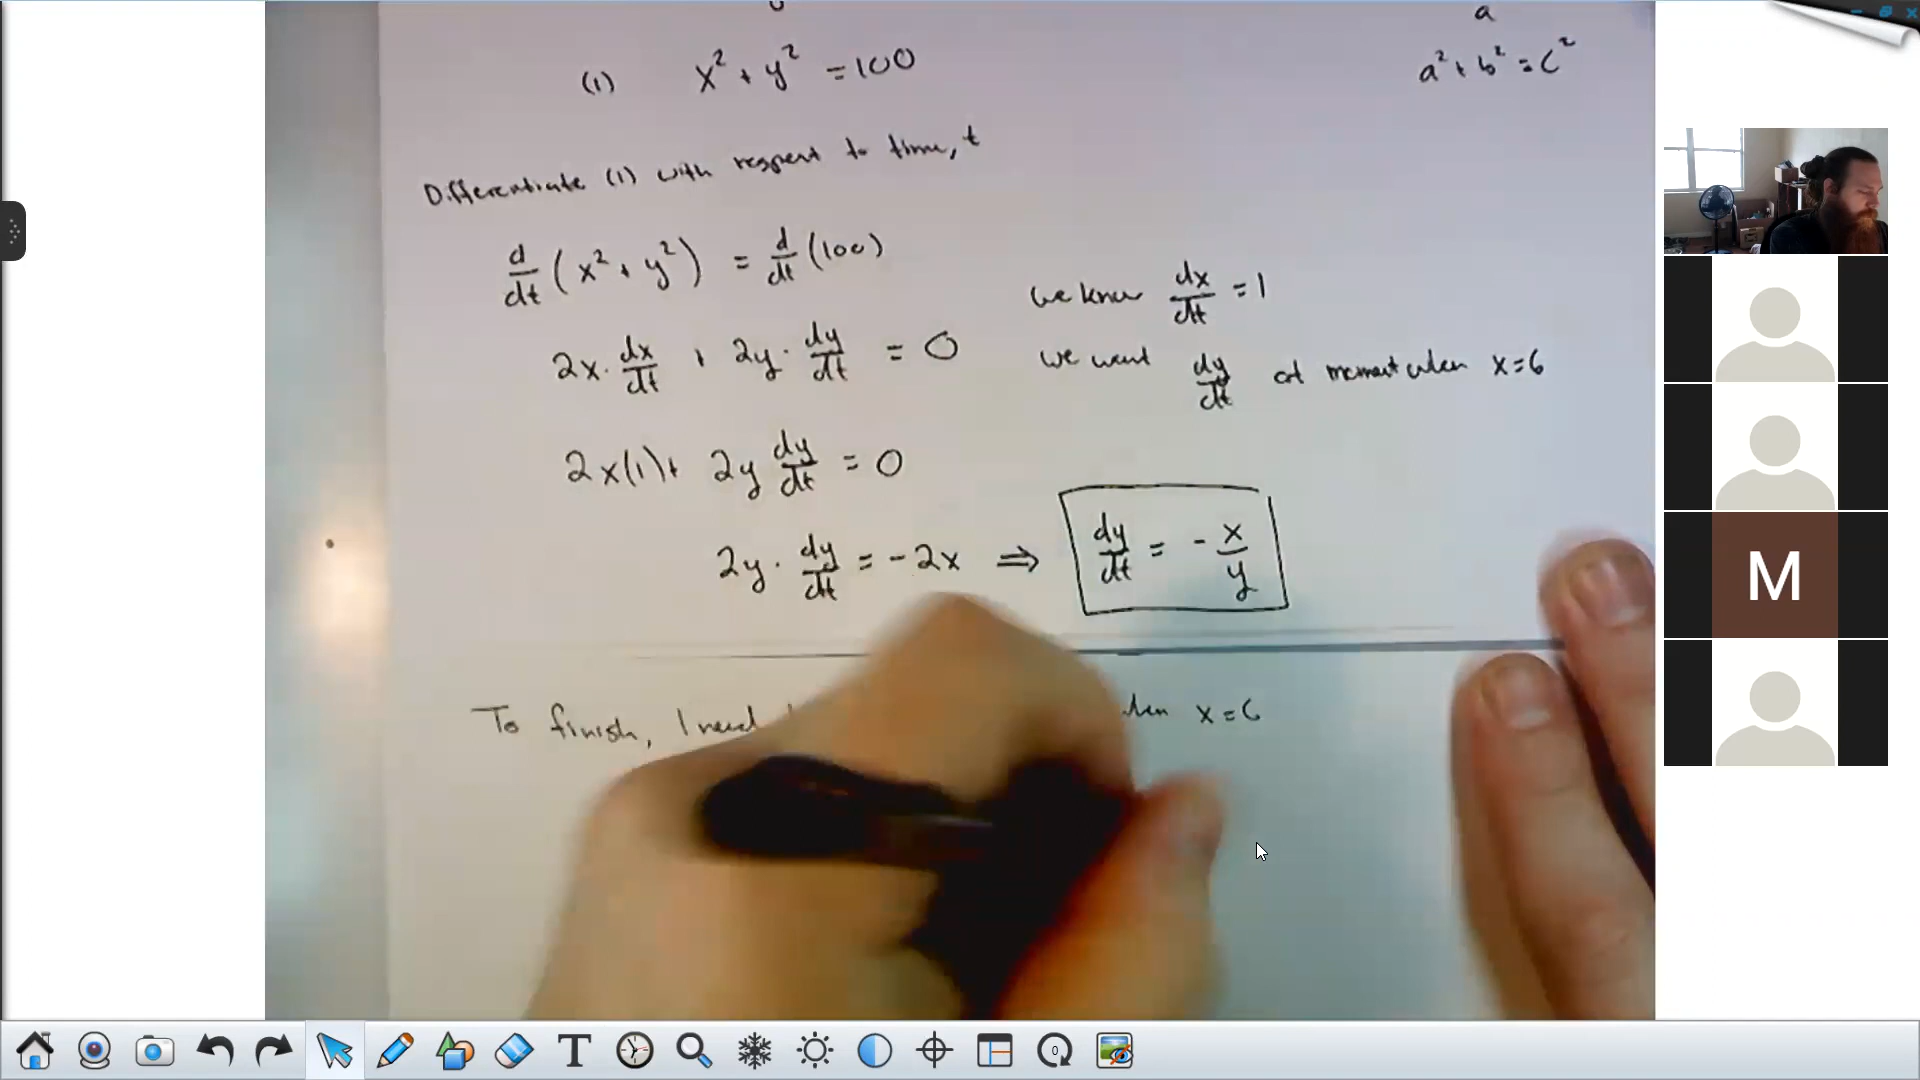 a
(1) x² + y² = 100
a² + b² = c²
Differentiate (1) with respect to time, t
d/dt (x² + y²) = d/dt (100)
we know dx/dt = 1
2x · dx/dt + 2y · dy/dt = 0
we want dy/dt at moment when x=6
2x(1) + 2y dy/dt = 0
2y · dy/dt = -2x ⇒ dy/dt = - x/y
M
To finish, I need x=6
T
0